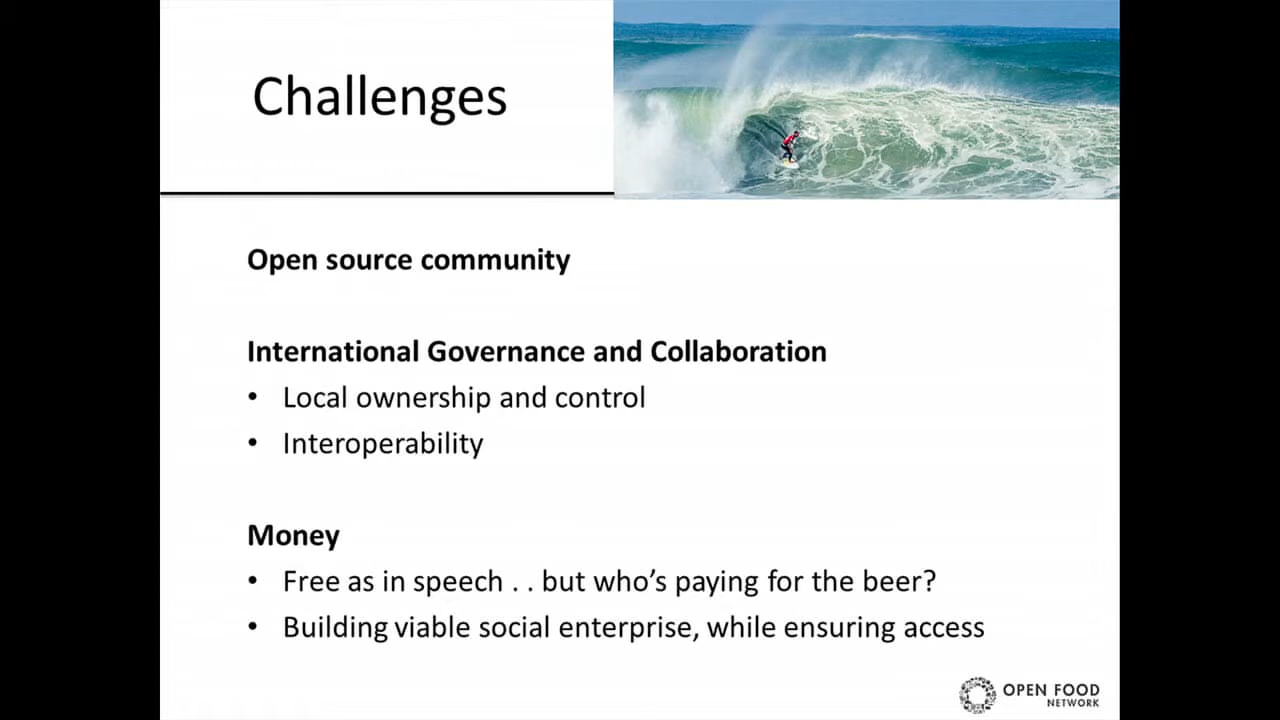 Challenges
Open source community
International Governance and Collaboration
• Local ownership and control
• Interoperability
Money
• Free as in speech . . but who’s paying for the beer?
• Building viable social enterprise, while ensuring access
OPEN FOOD
NETWORK